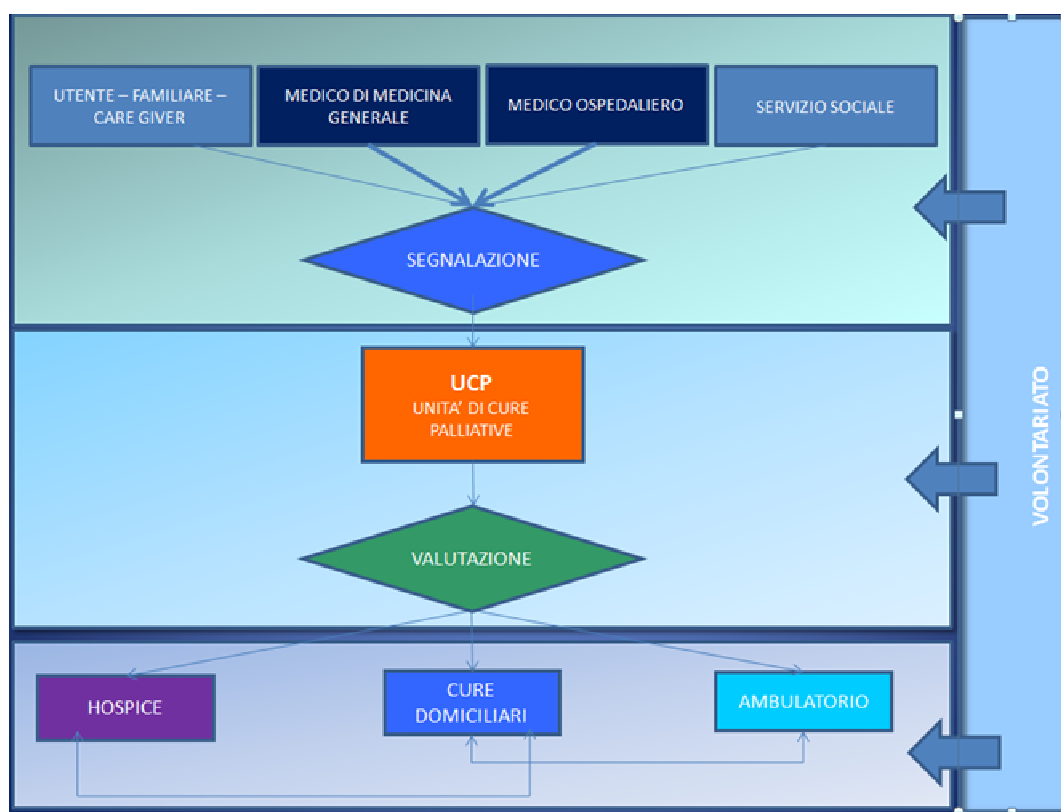 UTENTE – FAMILIARE –
CARE GIVER
MEDICO DI MEDICINA
GENERALE
MEDICO OSPEDALIERO
SERVIZIO SOCIALE
SEGNALAZIONE
UCP
UNITA’ DI CURE
PALLIATIVE
VALUTAZIONE
HOSPICE
CURE
DOMICILIARI
AMBULATORIO
VOLONTARIATO